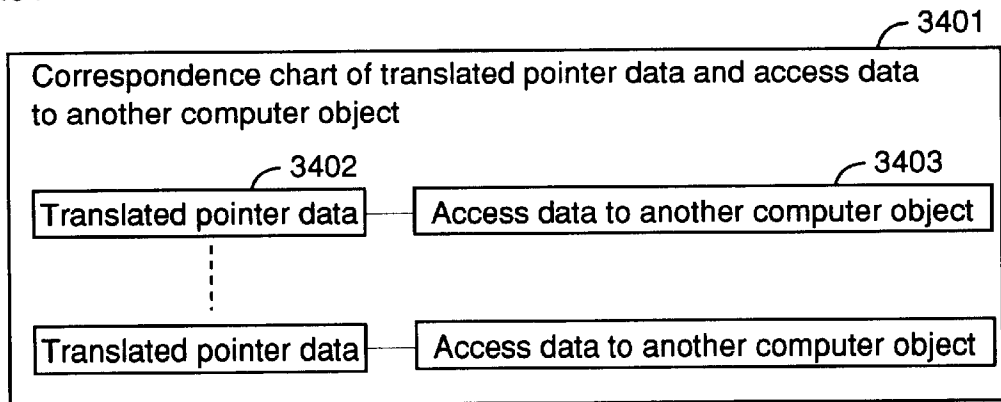 3401
Correspondence chart of translated pointer data and access data
to another computer object
3402
3403
Translated pointer data
Access data to another computer object
Translated pointer data
Access data to another computer object